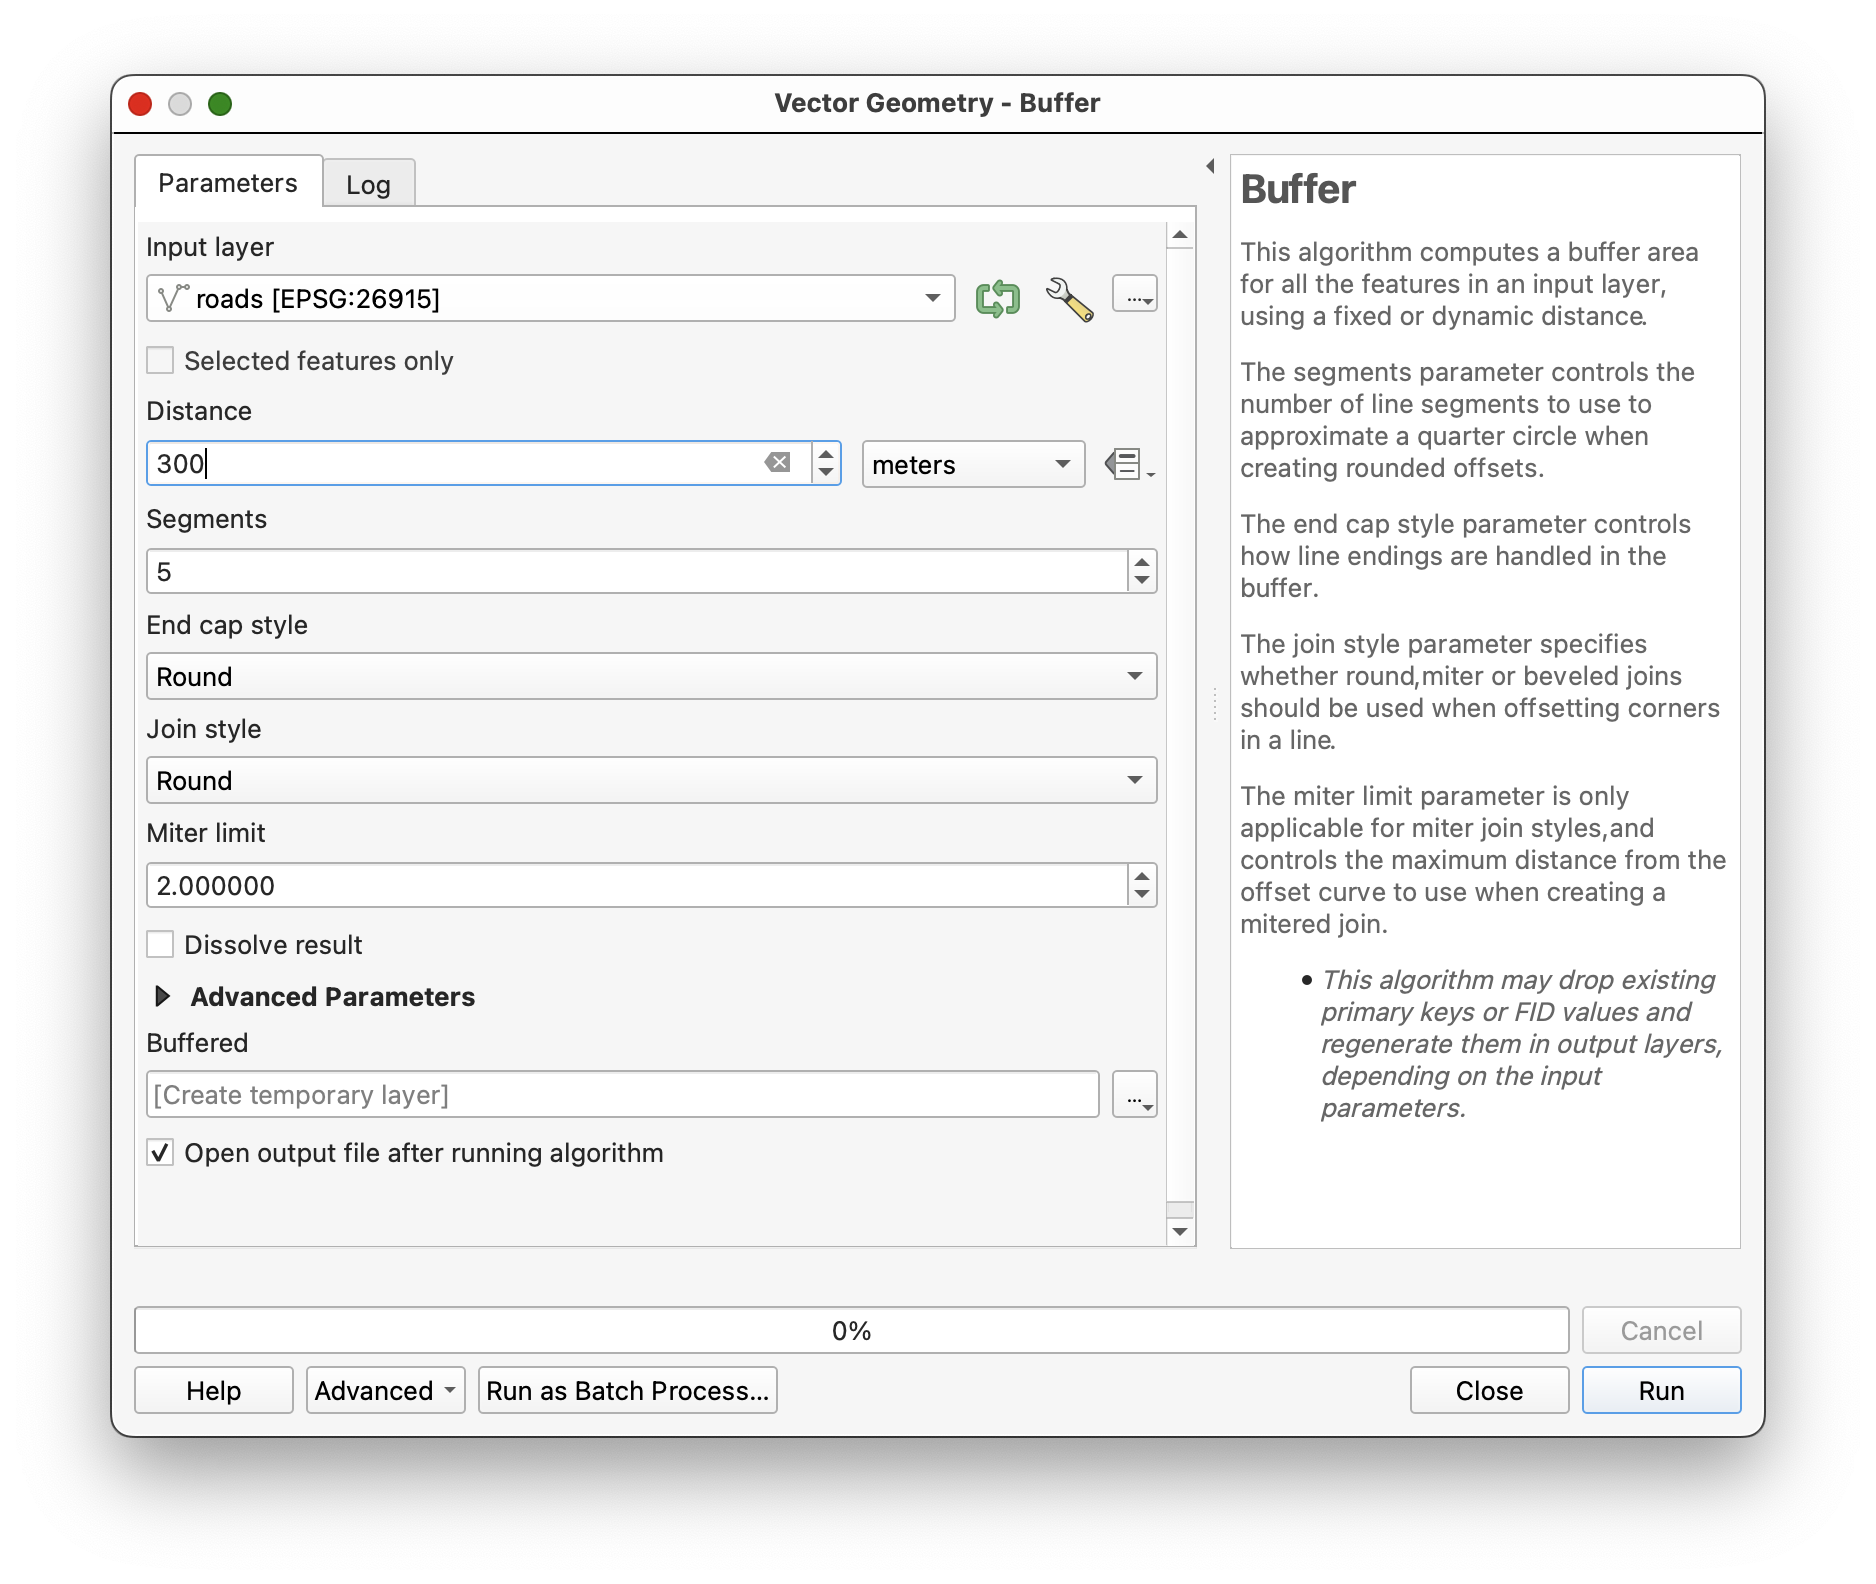 Vector Geometry - Buffer
Parameters
Log
Input layer
roads [EPSG:26915]
...
Selected features only
Distance
300
meters
Segments
5
End cap style
Round
Join style
Round
Miter limit
2.000000
Dissolve result
Advanced Parameters
Buffered
[Create temporary layer]
...
Open output file after running algorithm
Buffer
This algorithm computes a buffer area
for all the features in an input layer,
using a fixed or dynamic distance.
The segments parameter controls the
number of line segments to use to
approximate a quarter circle when
creating rounded offsets.
The end cap style parameter controls
how line endings are handled in the
buffer.
The join style parameter specifies
whether round,miter or beveled joins
should be used when offsetting corners
in a line.
The miter limit parameter is only
applicable for miter join styles,and
controls the maximum distance from the
offset curve to use when creating a
mitered join.
• This algorithm may drop existing
primary keys or FID values and
regenerate them in output layers,
depending on the input
parameters.
0%
Cancel
Help
Advanced
Run as Batch Process...
Close
Run